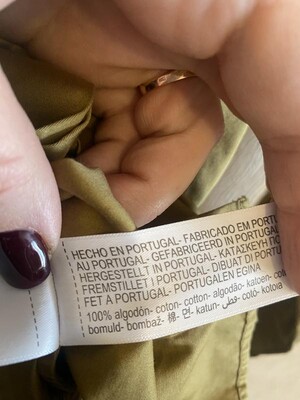 HECHO EN PORTUGAL- FABRICADO EM PORT
AU PORTUGAL- GEFABRICEERD IN PORTUGAL
HERGESTELLT IN PORTUGAL- ΚΑΤΑΣΚΕΥΗ ΠΟ
FREMSTILLET I PORTUGAL - DIBUAT DI PORTU
FET A PORTUGAL- PORTUGALEN EGINA
100% algodón- coton- cotton- algodão- katoen- co
bomuld- bombaž- 棉- 면- katun- قطن- cotó- kotoia